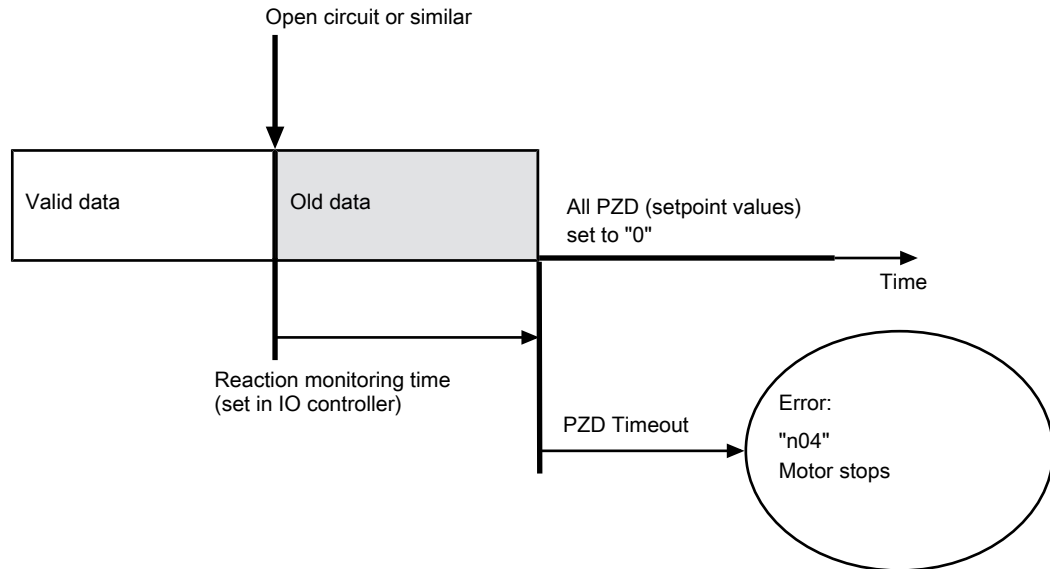 Open circuit or similar
Valid data
Old data
All PZD (setpoint values)
set to "0"
Time
Reaction monitoring time
(set in IO controller)
PZD Timeout
Error:
"n04"
Motor stops